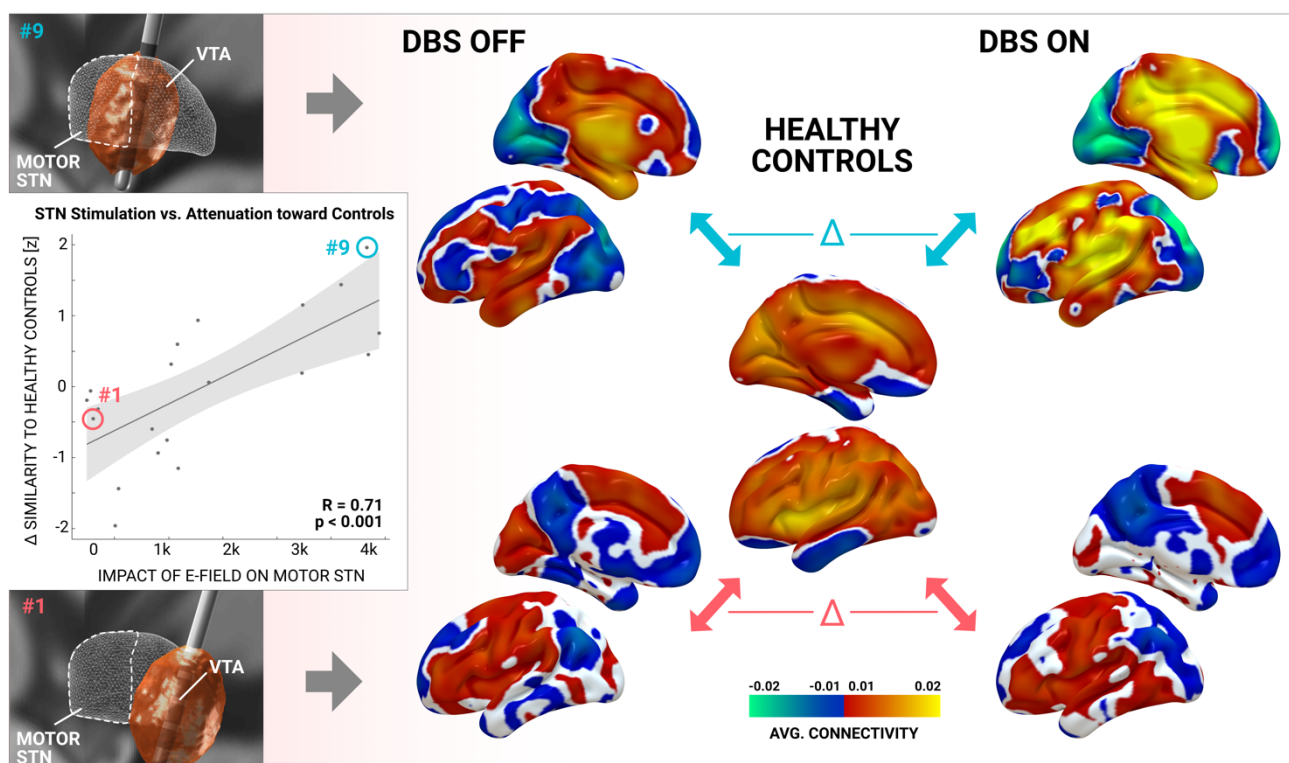 #9
VTA
MOTOR
STN
DBS OFF
DBS ON
HEALTHY
CONTROLS
Δ
STN Stimulation vs. Attenuation toward Controls
Δ SIMILARITY TO HEALTHY CONTROLS [z]
2
1
0
-1
-2
#9
#1
R = 0.71
p < 0.001
0 1k 2k 3k 4k
IMPACT OF E-FIELD ON MOTOR STN
#1
VTA
MOTOR
STN
Δ
-0.02 -0.01 0.01 0.02
AVG. CONNECTIVITY